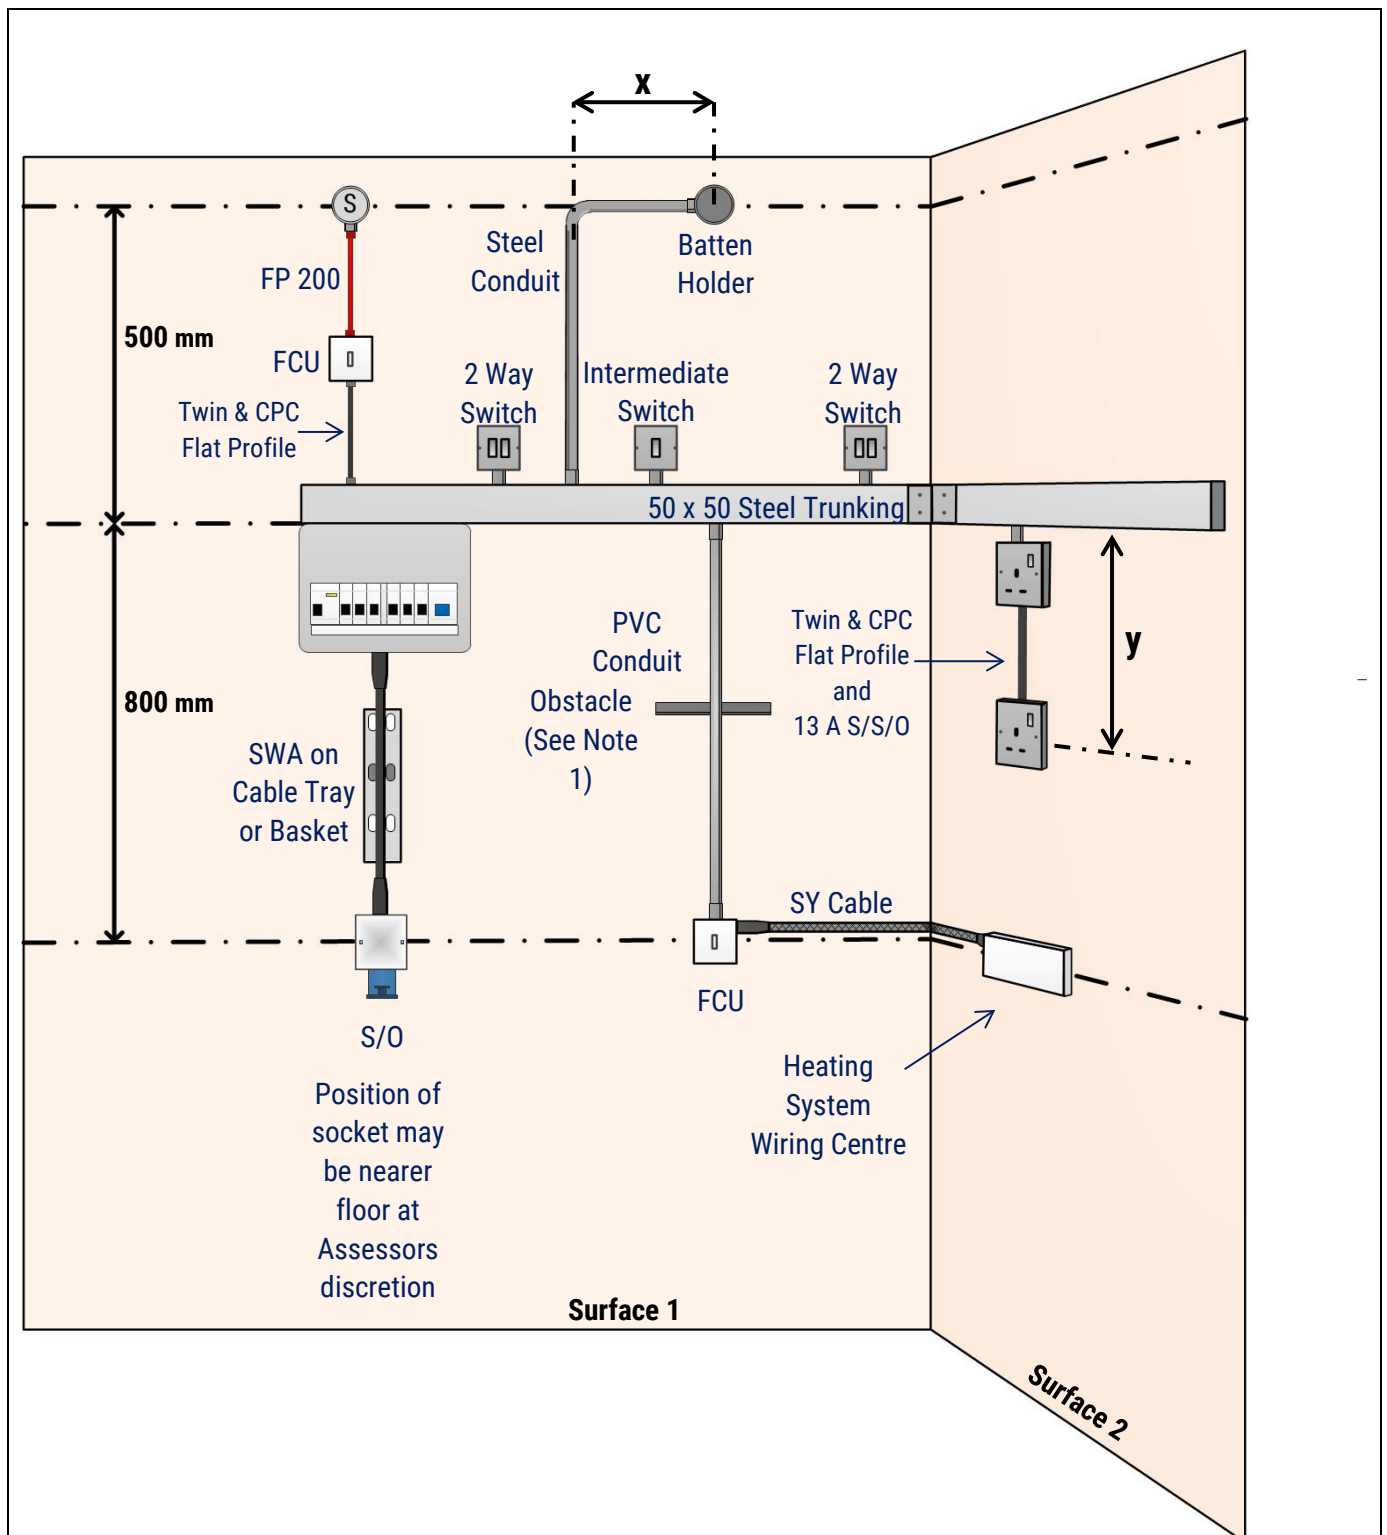 x
S
Steel
Conduit
Batten
Holder
FP 200
500 mm
FCU
2 Way
Switch
Intermediate
Switch
2 Way
Switch
Twin & CPC
Flat Profile
50 x 50 Steel Trunking
PVC
Conduit
Twin & CPC
Flat Profile
and
13 A S/S/O
y
Obstacle
(See Note
1)
800 mm
SWA on
Cable Tray
or Basket
SY Cable
FCU
S/O
Heating
System
Wiring Centre
Position of
socket may
be nearer
floor at
Assessors
discretion
Surface 1
Surface 2